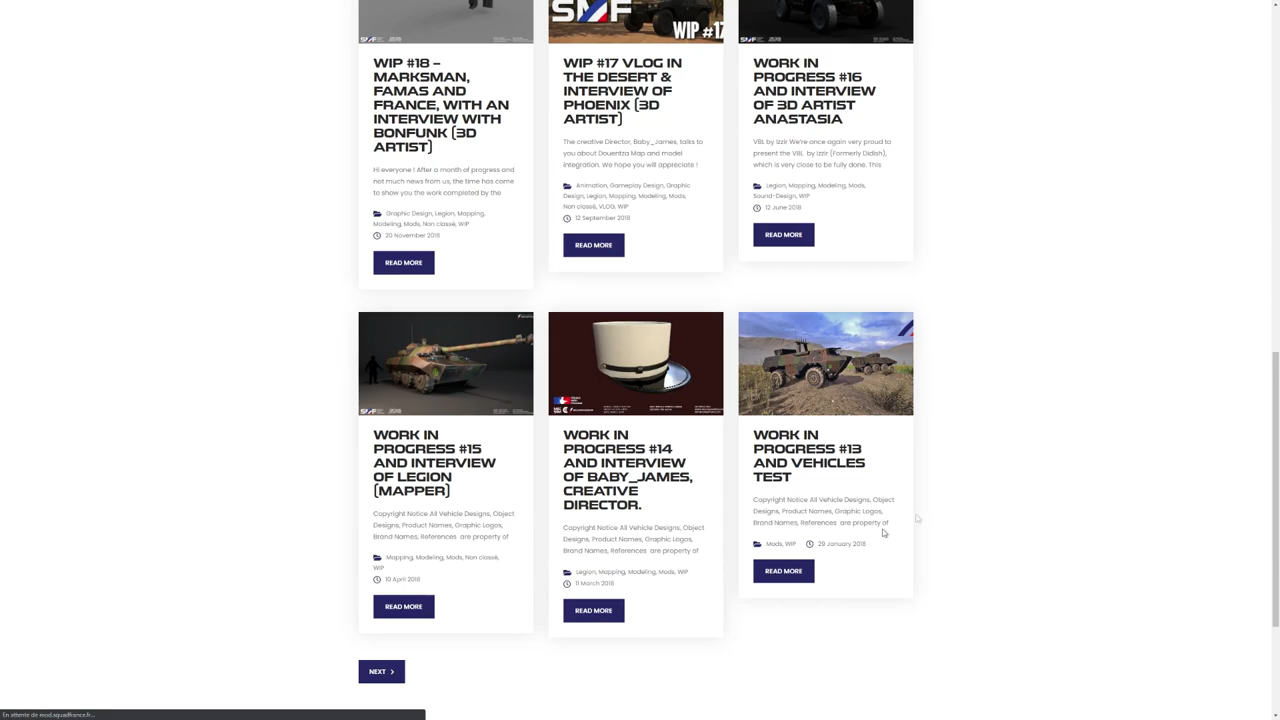 SMF
WIP #17
SMF
SMF
WIP #18 –
MARKSMAN,
FAMAS AND
FRANCE, WITH AN
INTERVIEW WITH
BONFUNK (3D
ARTIST)
Hi everyone ! After a month of progress and
not much news from us, the time has come
to show you the work completed by the
Graphic Design, Legion, Mapping,
Modeling, Mods, Non classé, WIP
20 November 2018
READ MORE
WIP #17 VLOG IN
THE DESERT &
INTERVIEW OF
PHOENIX (3D
ARTIST)
The creative Director, Baby_James, talks to
you about Douentza Map and model
integration. We hope you will appreciate !
Animation, Gameplay Design, Graphic
Design, Legion, Mapping, Modeling, Mods,
Non classé, VLOG, WIP
12 September 2018
READ MORE
WORK IN
PROGRESS #16
AND INTERVIEW
OF 3D ARTIST
ANASTASIA
VBL by Izzir We're once again very proud to
present the VBL by Izzir (Formerly Didish),
which is very close to be fully done. This
Legion, Mapping, Modeling, Mods,
Sound-Design, WIP
12 June 2018
READ MORE
SMF
WORK IN
PROGRESS #15
AND INTERVIEW
OF LEGION
(MAPPER)
Copyright Notice All Vehicle Designs, Object
Designs, Product Names, Graphic Logos,
Brand Names, References are property of
Mapping, Modeling, Mods, Non classé,
WIP
10 April 2018
READ MORE
WORK IN
PROGRESS #14
AND INTERVIEW
OF BABY_JAMES,
CREATIVE
DIRECTOR.
Copyright Notice All Vehicle Designs, Object
Designs, Product Names, Graphic Logos,
Brand Names, References are property of
Legion, Mapping, Modeling, Mods, WIP
11 March 2018
READ MORE
WORK IN
PROGRESS #13
AND VEHICLES
TEST
Copyright Notice All Vehicle Designs, Object
Designs, Product Names, Graphic Logos,
Brand Names, References are property of
Mods, WIP 29 January 2018
READ MORE
NEXT
En attente de mod.squadfrance.fr...